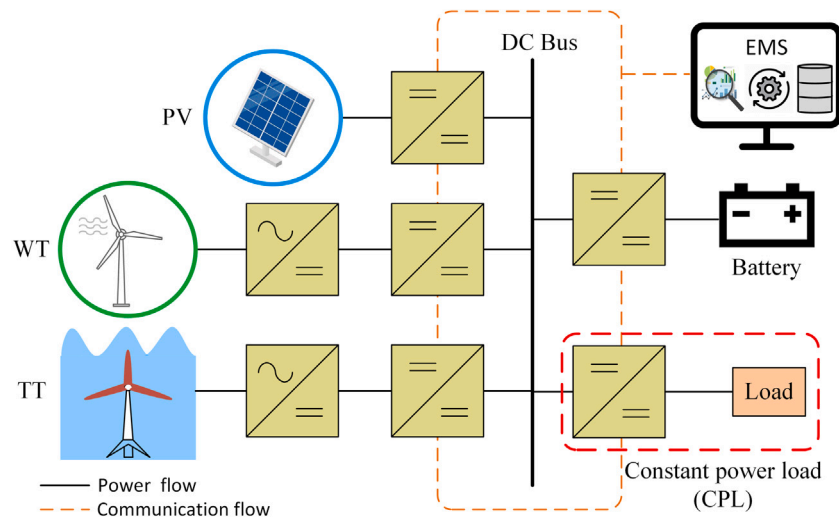 DC Bus
EMS
PV
WT
Battery
TT
Load
Constant power load
(CPL)
Power flow
Communication flow